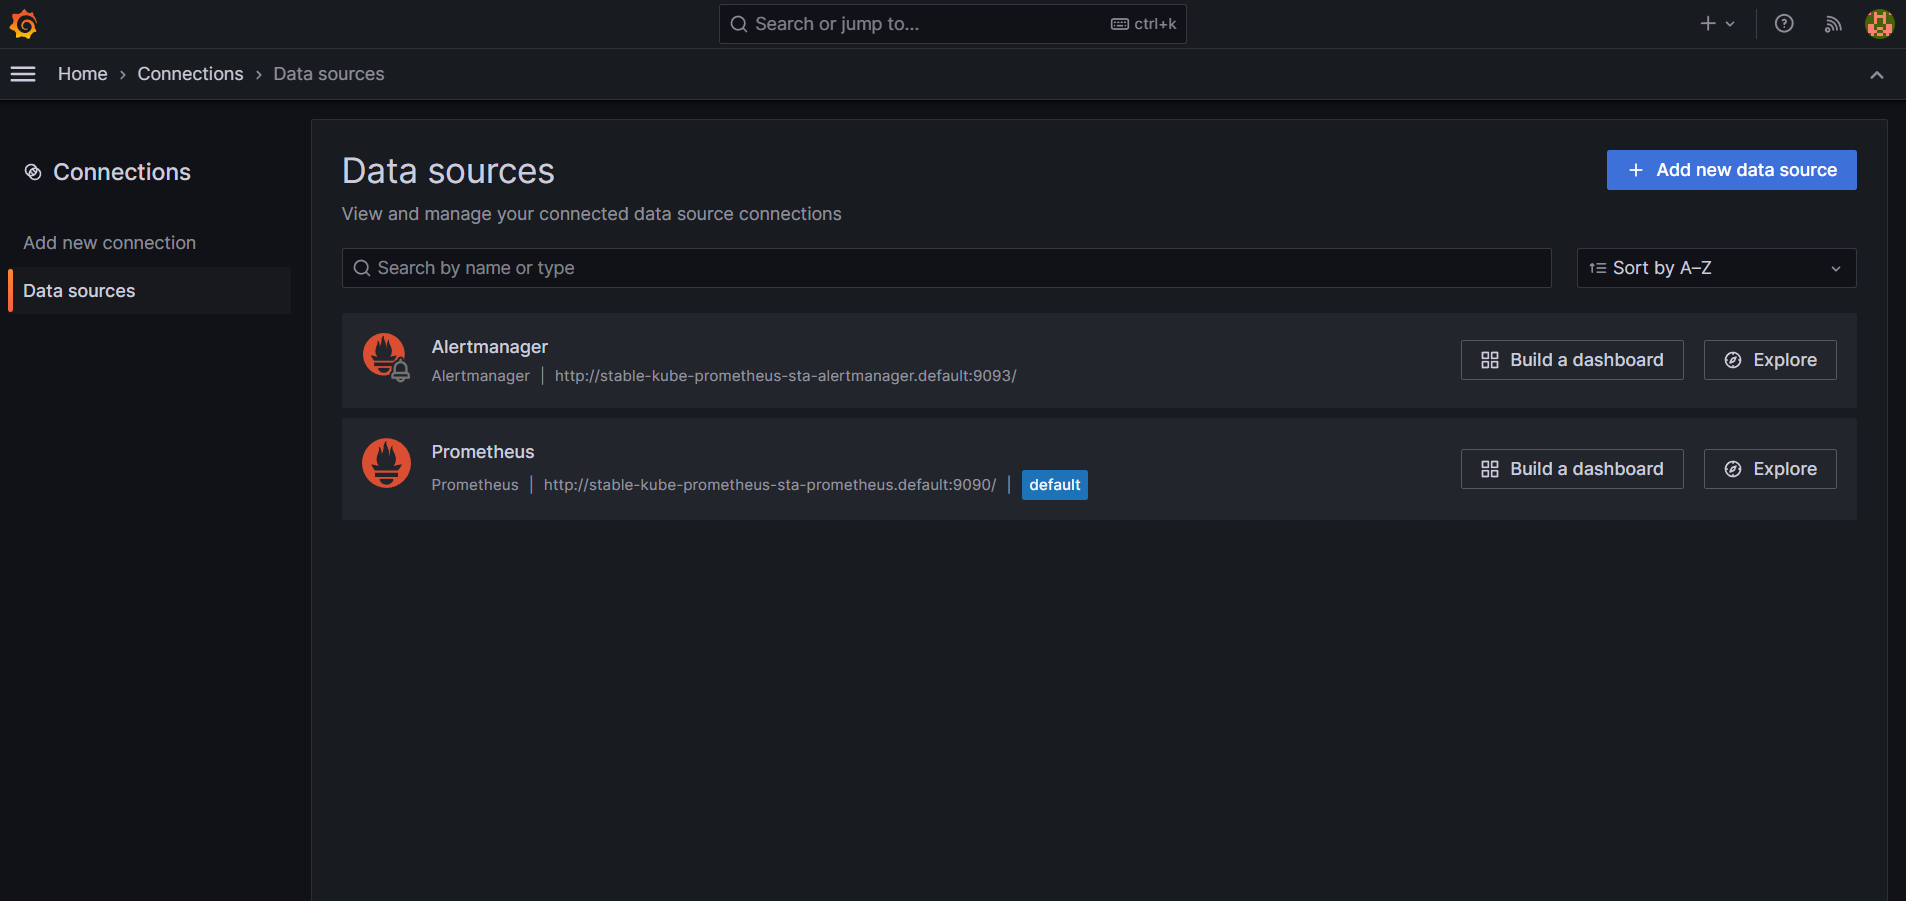 Search or jump to... ctrl+k
Home › Connections › Data sources
Connections
Add new connection
Data sources
Data sources
Add new data source
View and manage your connected data source connections
Search by name or type
Sort by A–Z
Alertmanager
Alertmanager | http://stable-kube-prometheus-sta-alertmanager.default:9093/
Build a dashboard
Explore
Prometheus
Prometheus | http://stable-kube-prometheus-sta-prometheus.default:9090/ | default
Build a dashboard
Explore